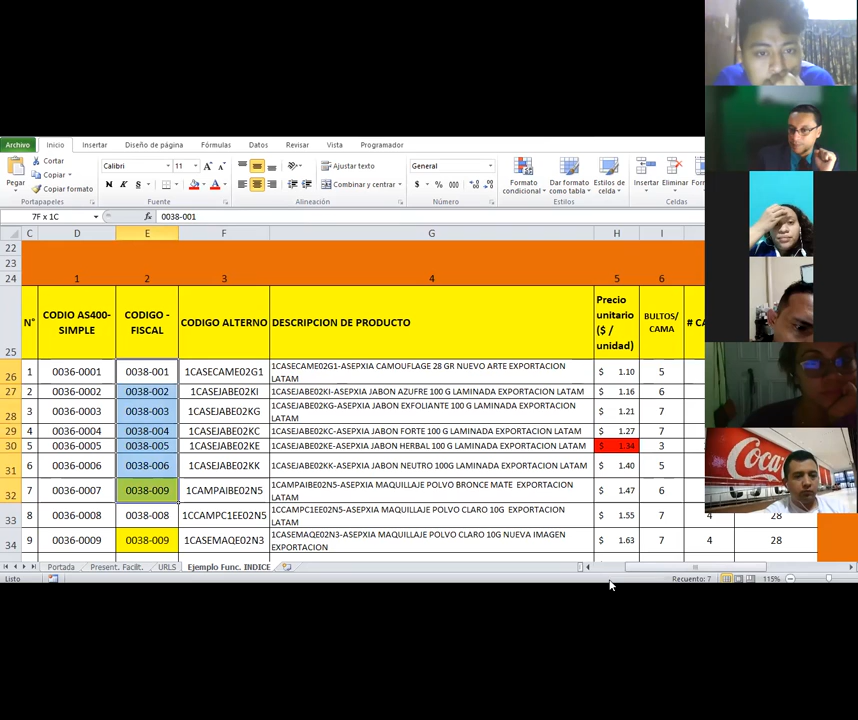 Archivo Inicio Insertar Diseño de página Fórmulas Datos Revisar Vista Programador
Cortar
Copiar
Copiar formato
Pegar
Portapapeles
Calibri 11
N K S
Fuente
Ajustar texto
Combinar y centrar
Alineación
General
$ % 000
Número
Formato condicional
Dar formato como tabla
Estilos de celda
Estilos
Insertar Eliminar
Celdas
7F x 1C fx 0038-001
C D E F G H I
22
23
24 1 2 3 4 5 6
25 N° CODIO AS400-SIMPLE CODIGO - FISCAL CODIGO ALTERNO DESCRIPCION DE PRODUCTO Precio unitario ($ / unidad) BULTOS/ CAMA # CA
26 1 0036-0001 0038-001 1CASECAME02G1 1CASECAME02G1-ASEPXIA CAMOUFLAGE 28 GR NUEVO ARTE EXPORTACION LATAM $ 1.10 5
27 2 0036-0002 0038-002 1CASEJABE02KI 1CASEJABE02KI-ASEPXIA JABON AZUFRE 100 G LAMINADA EXPORTACION LATAM $ 1.16 6
28 3 0036-0003 0038-003 1CASEJABE02KG 1CASEJABE02KG-ASEPXIA JABON EXFOLIANTE 100 G LAMINADA EXPORTACION LATAM $ 1.21 7
29 4 0036-0004 0038-004 1CASEJABE02KC 1CASEJABE02KC-ASEPXIA JABON FORTE 100 G LAMINADA EXPORTACION LATAM $ 1.27 7
30 5 0036-0005 0038-005 1CASEJABE02KE 1CASEJABE02KE-ASEPXIA JABON HERBAL 100 G LAMINADA EXPORTACION LATAM $ 1.34 3
31 6 0036-0006 0038-006 1CASEJABE02KK 1CASEJABE02KK-ASEPXIA JABON NEUTRO 100G LAMINADA EXPORTACION LATAM $ 1.40 5
32 7 0036-0007 0038-009 1CAMPAIBE02N5 1CAMPAIBE02N5-ASEPXIA MAQUILLAJE POLVO BRONCE MATE EXPORTACION LATAM $ 1.47 6
33 8 0036-0008 0038-008 1CCAMPC1EE02N5 1CCAMPC1EE02N5-ASEPXIA MAQUILLAJE POLVO CLARO 10G EXPORTACION LATAM $ 1.55 7 4 28
34 9 0036-0009 0038-009 1CASEMAQE02N3 1CASEMAQE02N3-ASEPXIA MAQUILLAJE POLVO CLARO 10G NUEVA IMAGEN EXPORTACION $ 1.63 7 4 28
Portada Present. Facilit. URLS Ejemplo Func. INDICE
Listo Recuento: 7 115%
Coca